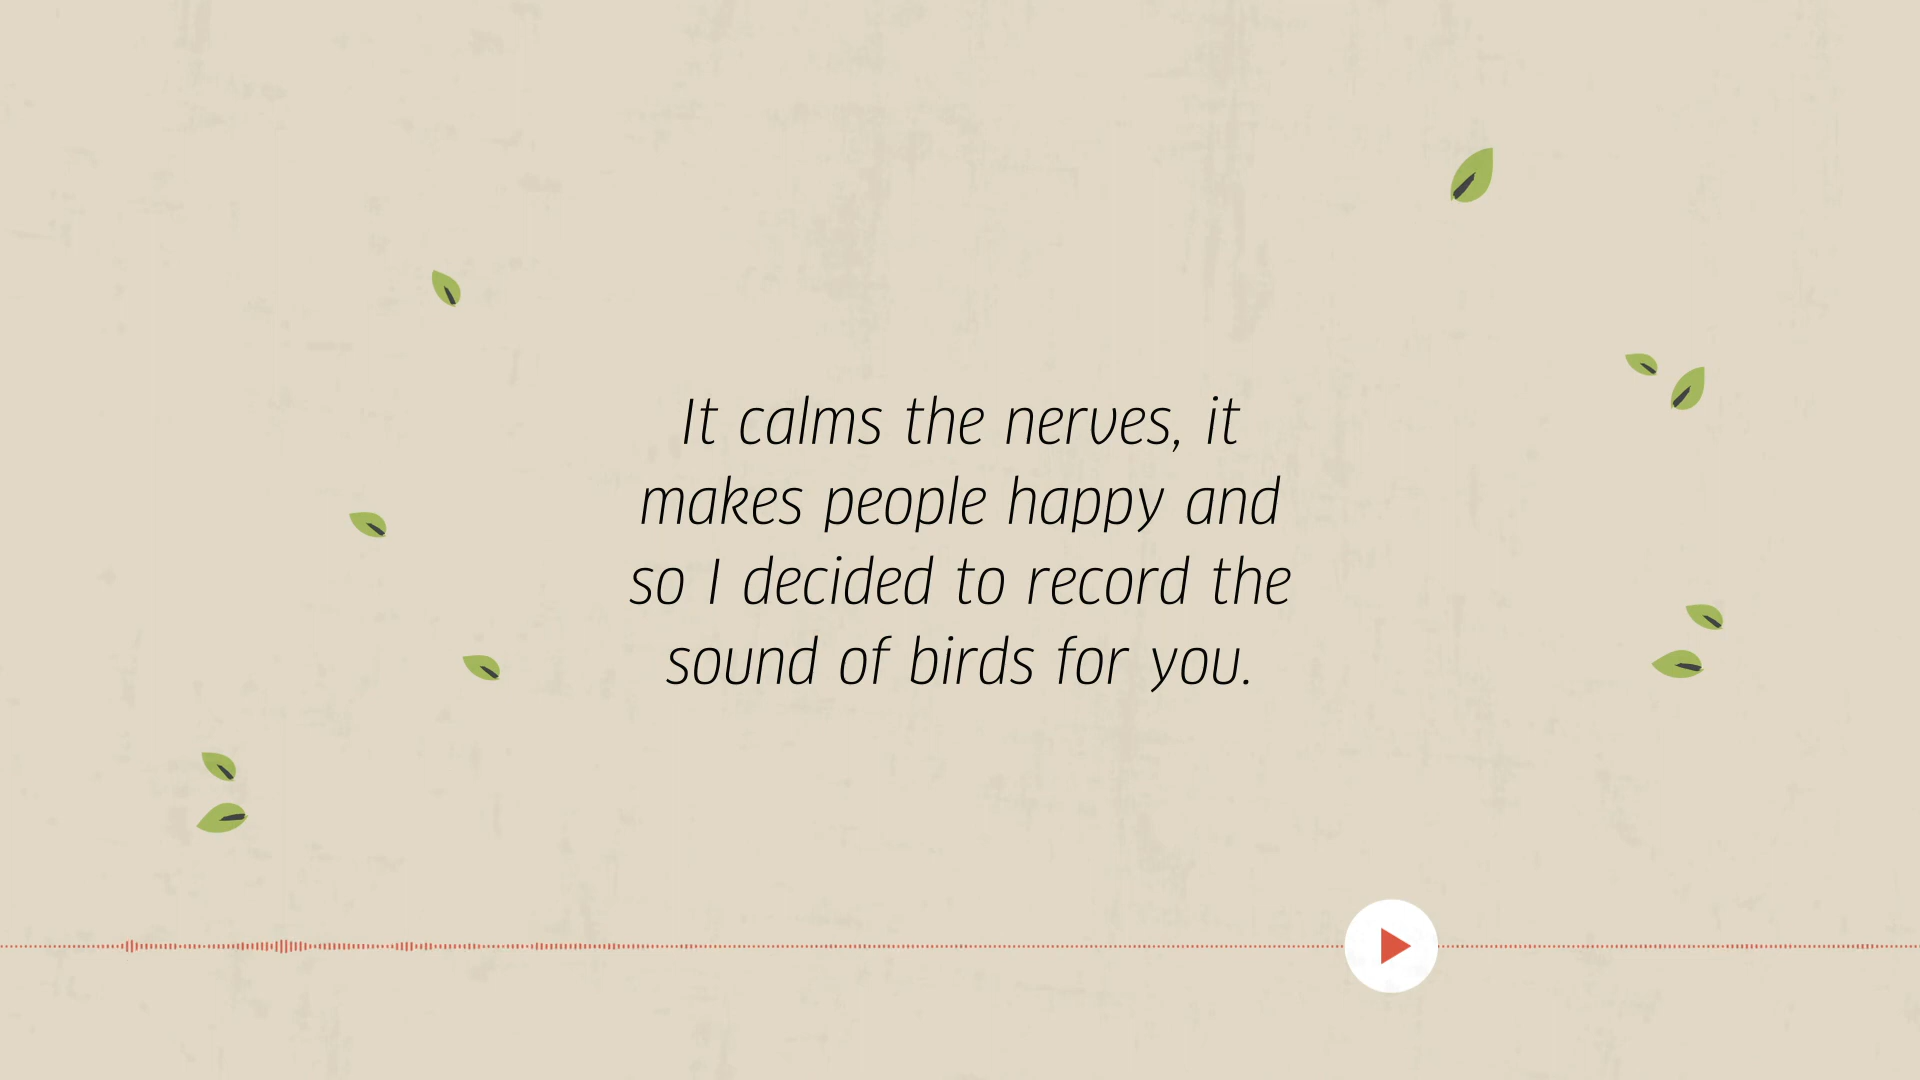 It calms the nerves, it
makes people happy and
so I decided to record the
sound of birds for you.